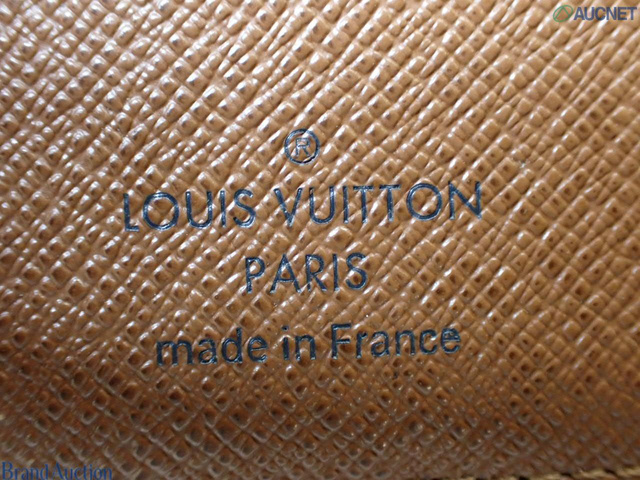 AUCNET
®
LOUIS VUITTON
PARIS
made in France
Brand Auction